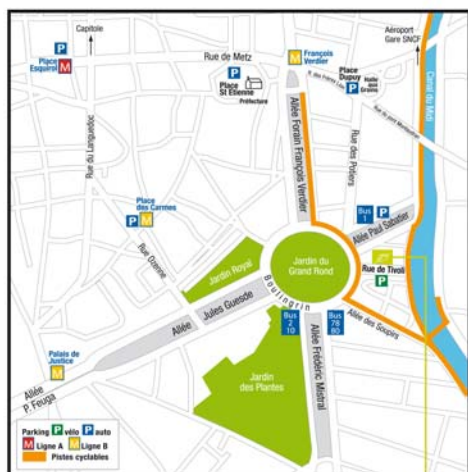 Capitole
Aéroport
Gare SNCF
P
Place
Esquirol
M
Rue de Metz
M
François
Verdier
P
Place
St Etienne
Préfecture
Place
Dupuy
P
Halle
aux
Grains
Rue du pont Montaudran
Canal du Midi
Rue du Languedoc
Allée Forain François Verdier
Rue des Potiers
Place
des Carmes
P
M
Bus
1
P
Allée Paul Sabatier
Rue Ozenne
Jardin Royal
Jardin du
Grand Rond
Rue de Tivoli
P
Boulingrin
Allée Jules Guesde
Bus
2
10
Bus
78
80
Allée des Soupirs
Palais de
Justice
M
Allée
P. Feuga
Jardin
des Plantes
Allée Frédéric Mistral
Parking P vélo P auto
M Ligne A M Ligne B
Pistes cyclables